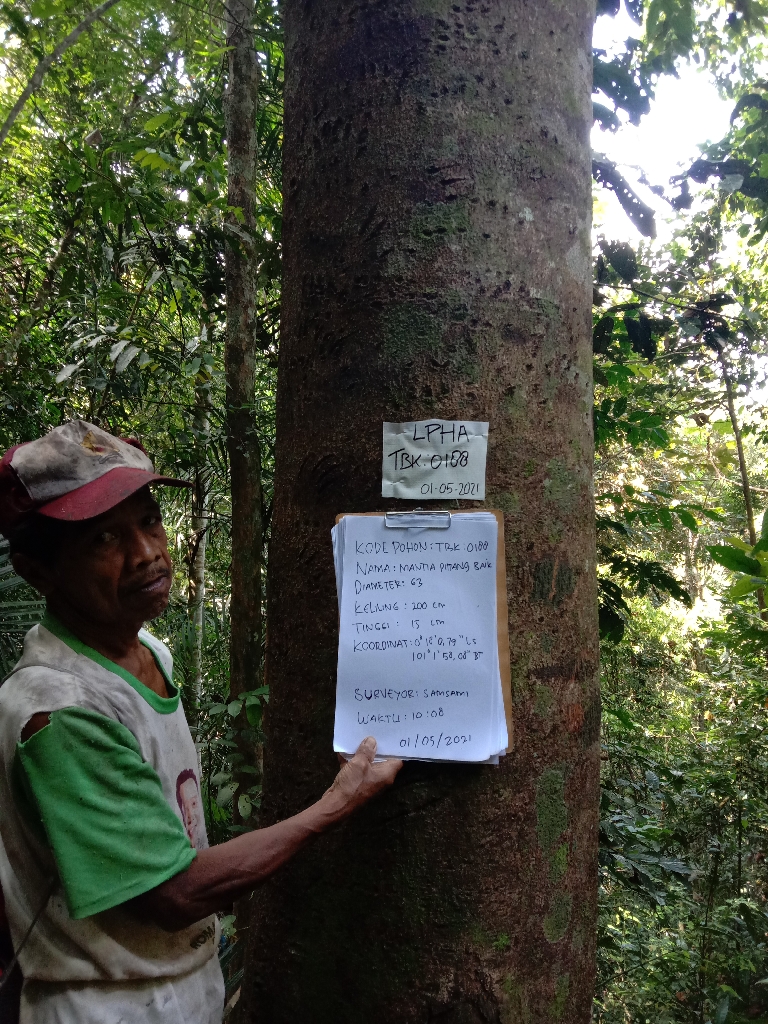 LPHA
TBK.0188
01-05-2021
KODE POHON: TBK.0188
NAMA: MANTIA PITANG BAIK
DIAMETER: 63
KELILING: 200 cm
TINGGI: 15 cm
KOORDINAT: 0° 18' 0,79" LS
101° 1' 58,08" BT
SURVEYOR: SAMSAMI
WAKTU: 10:08
01/05/2021